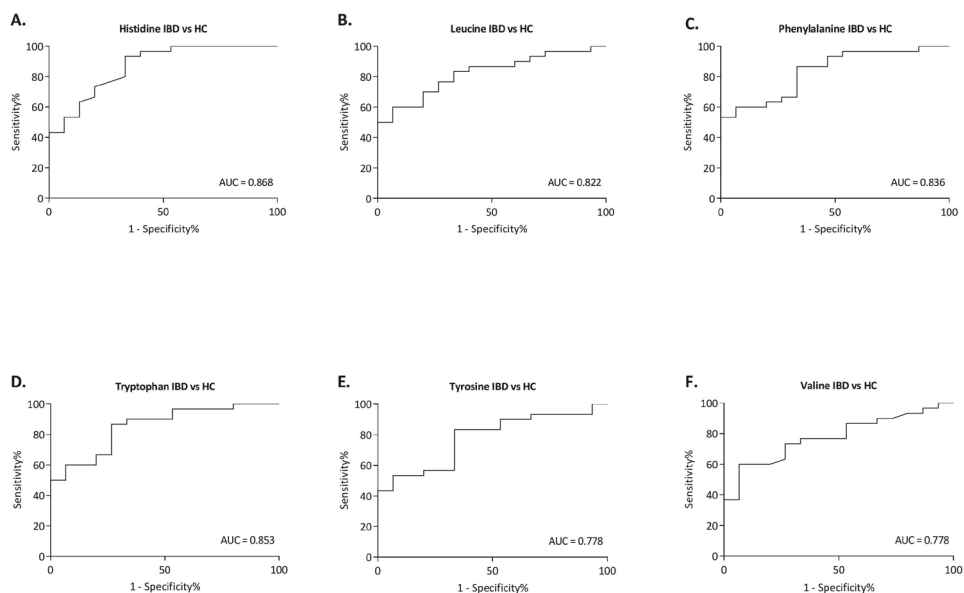 A.
Histidine IBD vs HC
100
80
60
40
20
0
Sensitivity%
AUC = 0.868
0 50 100
1 - Specificity%
B.
Leucine IBD vs HC
100
80
60
40
20
0
Sensitivity%
AUC = 0.822
0 50 100
1 - Specificity%
C.
Phenylalanine IBD vs HC
100
80
60
40
20
0
Sensitivity%
AUC = 0.836
0 50 100
1 - Specificity%
D.
Tryptophan IBD vs HC
100
80
60
40
20
0
Sensitivity%
AUC = 0.853
0 50 100
1 - Specificity%
E.
Tyrosine IBD vs HC
100
80
60
40
20
0
Sensitivity%
AUC = 0.778
0 50 100
1 - Specificity%
F.
Valine IBD vs HC
100
80
60
40
20
0
Sensitivity%
AUC = 0.778
0 50 100
1 - Specificity%